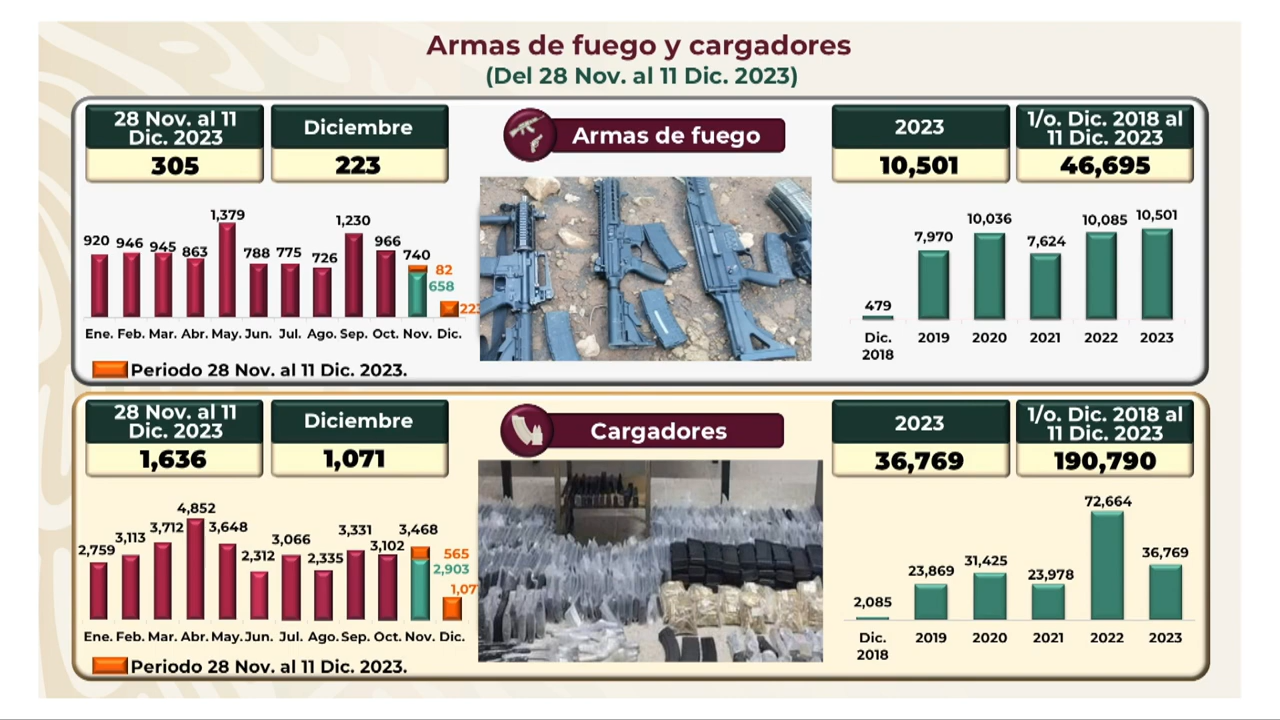 Armas de fuego y cargadores
(Del 28 Nov. al 11 Dic. 2023)
28 Nov. al 11
Dic. 2023
305
Diciembre
223
Armas de fuego
2023
10,501
1/o. Dic. 2018 al
11 Dic. 2023
46,695
920 946 945 863 1,379 788 775 726 1,230 966 740
82
658
223
Ene. Feb. Mar. Abr. May. Jun. Jul. Ago. Sep. Oct. Nov. Dic.
Periodo 28 Nov. al 11 Dic. 2023.
479 7,970 10,036 7,624 10,085 10,501
Dic. 2019 2020 2021 2022 2023
2018
28 Nov. al 11
Dic. 2023
1,636
Diciembre
1,071
Cargadores
2023
36,769
1/o. Dic. 2018 al
11 Dic. 2023
190,790
2,759 3,113 3,712 4,852 3,648 2,312 3,066 2,335 3,331 3,102 3,468
565
2,903
1,07
Ene. Feb. Mar. Abr. May. Jun. Jul. Ago. Sep. Oct. Nov. Dic.
Periodo 28 Nov. al 11 Dic. 2023.
2,085 23,869 31,425 23,978 72,664 36,769
Dic. 2019 2020 2021 2022 2023
2018